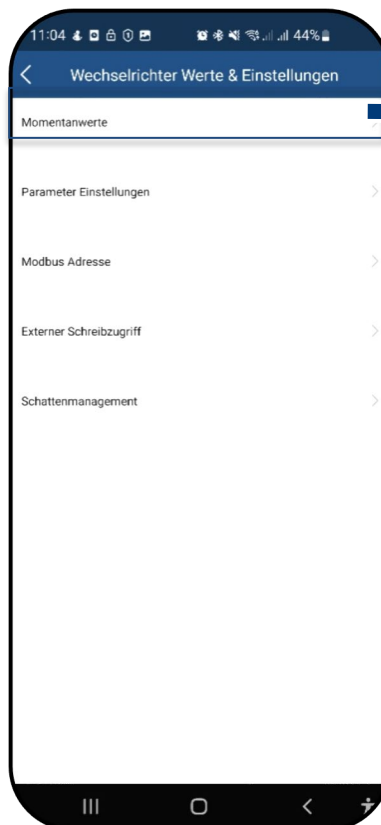 11:04 44%
Wechselrichter Werte & Einstellungen
Momentanwerte
Parameter Einstellungen
Modbus Adresse
Externer Schreibzugriff
Schattenmanagement